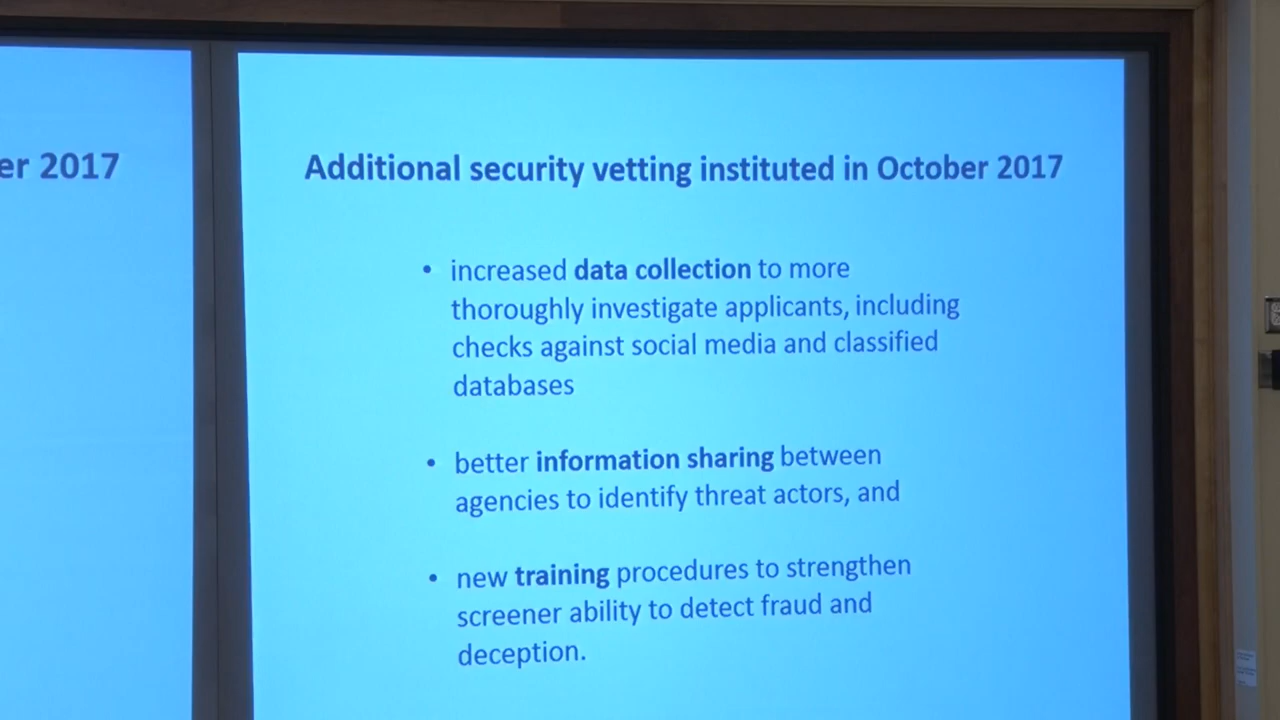 er 2017
Additional security vetting instituted in October 2017
• increased data collection to more
thoroughly investigate applicants, including
checks against social media and classified
databases
• better information sharing between
agencies to identify threat actors, and
• new training procedures to strengthen
screener ability to detect fraud and
deception.